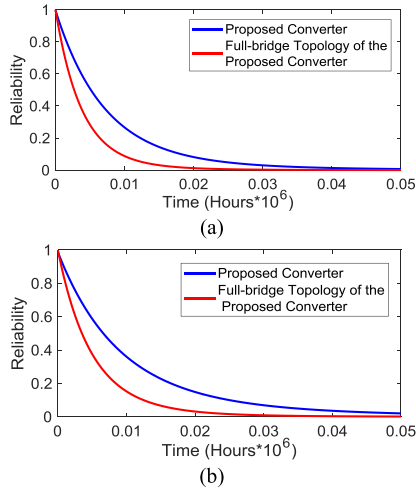 1
0.8
0.6
0.4
0.2
0
Reliability
Proposed Converter
Full-bridge Topology of the
Proposed Converter
0 0.01 0.02 0.03 0.04 0.05
Time (Hours*10^6)
(a)
1
0.8
0.6
0.4
0.2
0
Reliability
Proposed Converter
Full-bridge Topology of the
Proposed Converter
0 0.01 0.02 0.03 0.04 0.05
Time (Hours*10^6)
(b)